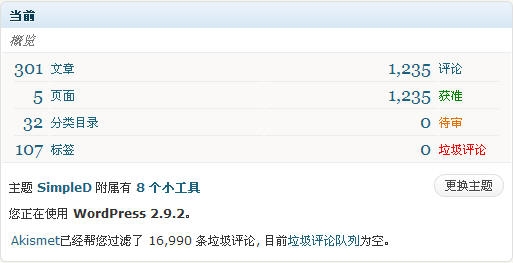 当前
概览
301 文章 1,235 评论
5 页面 1,235 获准
32 分类目录 0 待审
107 标签 0 垃圾评论
主题 SimpleD 附属有 8 个小工具 更换主题
您正在使用 WordPress 2.9.2。
Akismet已经帮您过滤了 16,990 条垃圾评论, 目前垃圾评论队列为空。